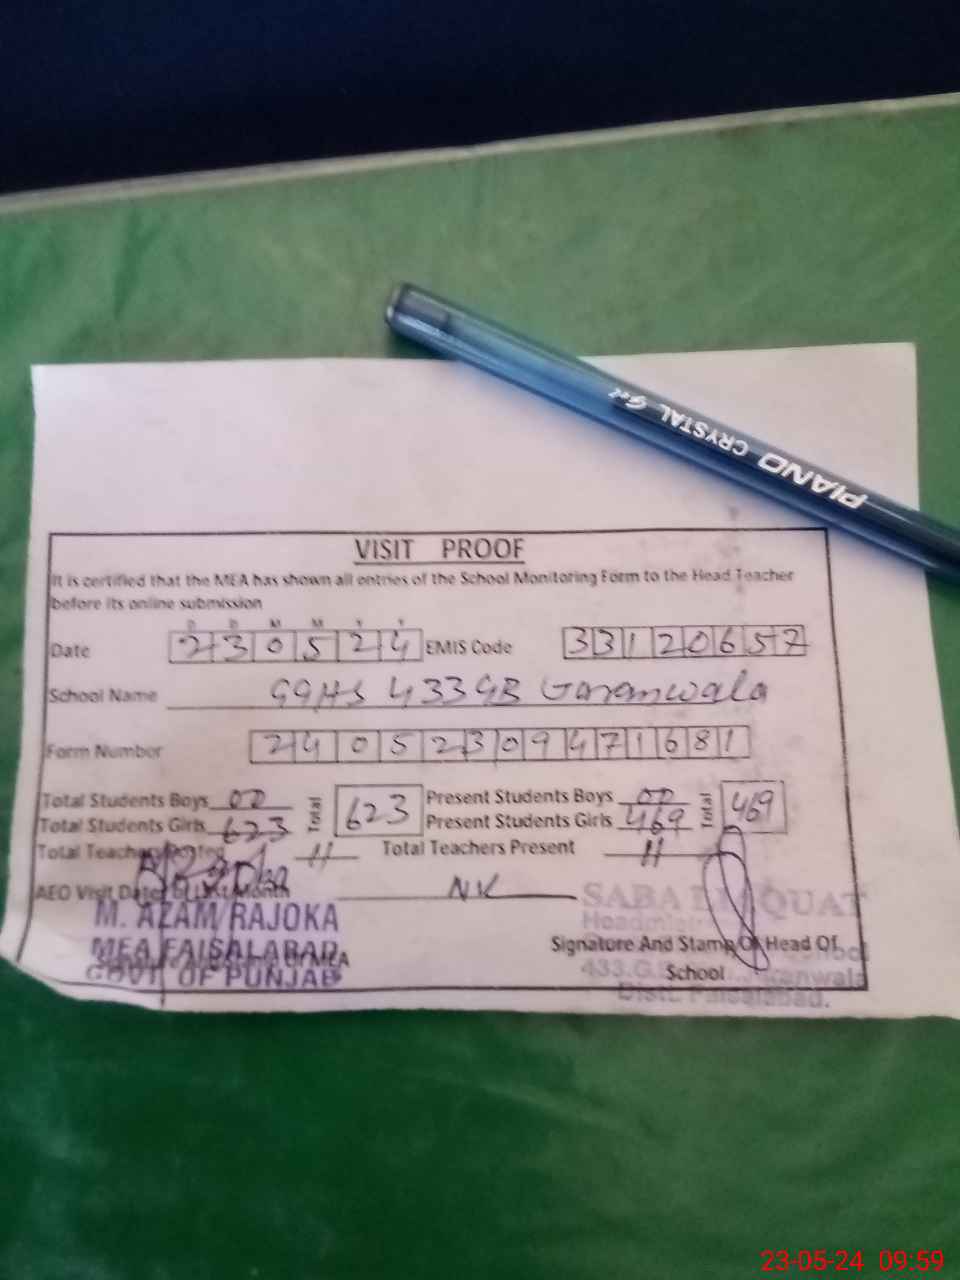 PIANO CRYSTAL Gel
VISIT PROOF
It is certified that the MEA has shown all entries of the School Monitoring Form to the Head Teacher
before its online submission
D D M M Y Y
Date 2 3 0 5 2 4 EMIS Code 3 3 1 2 0 6 5 7
School Name GGHS 433 GB Garanwala
Form Number 2 4 0 5 2 3 0 9 4 7 1 6 8 1
Total Students Boys 00 Total 623 Present Students Boys 00 Total 469
Total Students Girls 623 Present Students Girls 469
Total Teachers Posted 11 Total Teachers Present 11
AEO Visit Date Of Last Month NV
M. AZAM RAJOKA
MEA FAISALABAD
GOVT OF PUNJAB
SABA
Signature And Stamp Of Head Of
School
433.G.
Distt. Faisalabad.
23-05-24 09:59